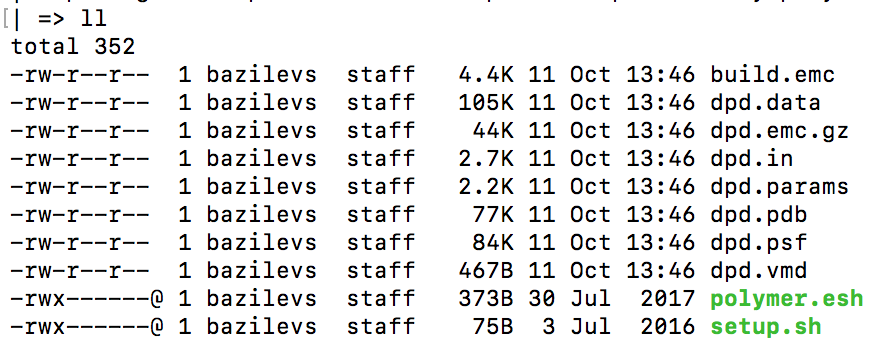 [| => ll
total 352
-rw-r--r--  1 bazilevs  staff   4.4K 11 Oct 13:46 build.emc
-rw-r--r--  1 bazilevs  staff   105K 11 Oct 13:46 dpd.data
-rw-r--r--  1 bazilevs  staff    44K 11 Oct 13:46 dpd.emc.gz
-rw-r--r--  1 bazilevs  staff   2.7K 11 Oct 13:46 dpd.in
-rw-r--r--  1 bazilevs  staff   2.2K 11 Oct 13:46 dpd.params
-rw-r--r--  1 bazilevs  staff    77K 11 Oct 13:46 dpd.pdb
-rw-r--r--  1 bazilevs  staff    84K 11 Oct 13:46 dpd.psf
-rw-r--r--  1 bazilevs  staff   467B 11 Oct 13:46 dpd.vmd
-rwx------@ 1 bazilevs  staff   373B 30 Jul  2017 polymer.esh
-rwx------@ 1 bazilevs  staff    75B  3 Jul  2016 setup.sh